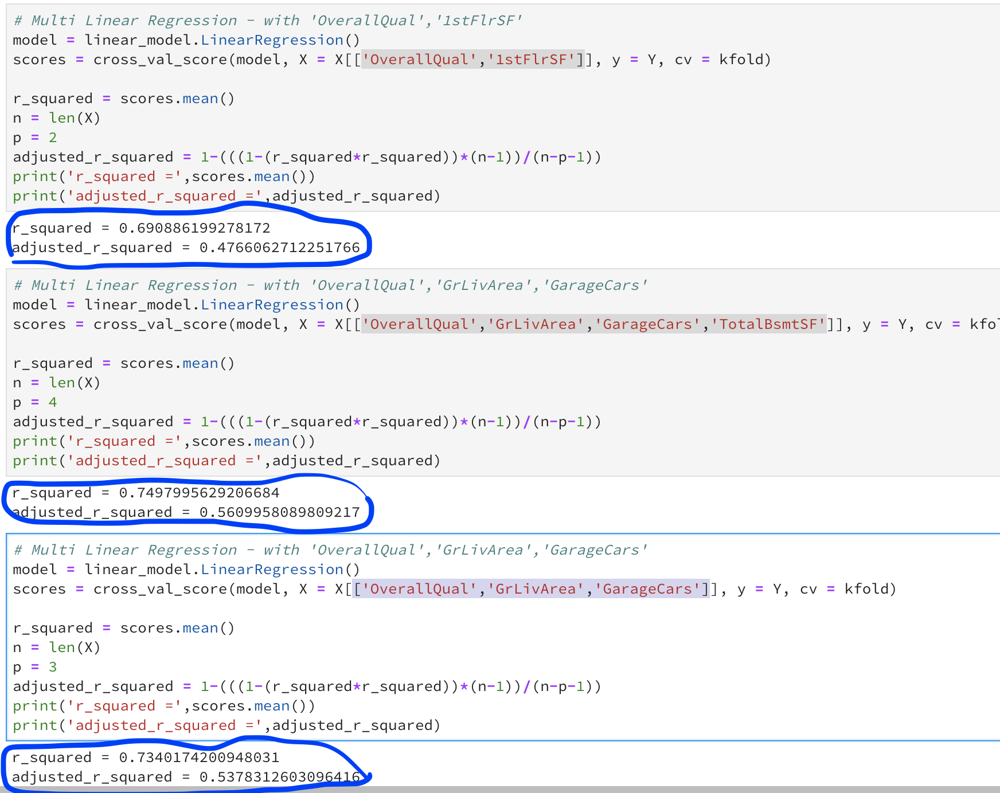 # Multi Linear Regression - with 'OverallQual','1stFlrSF'
model = linear_model.LinearRegression()
scores = cross_val_score(model, X = X[['OverallQual','1stFlrSF']], y = Y, cv = kfold)
r_squared = scores.mean()
n = len(X)
p = 2
adjusted_r_squared = 1-(((1-(r_squared*r_squared))*(n-1))/(n-p-1))
print('r_squared =',scores.mean())
print('adjusted_r_squared =',adjusted_r_squared)
r_squared = 0.690886199278172
adjusted_r_squared = 0.4766062712251766
# Multi Linear Regression - with 'OverallQual','GrLivArea','GarageCars'
model = linear_model.LinearRegression()
scores = cross_val_score(model, X = X[['OverallQual','GrLivArea','GarageCars','TotalBsmtSF']], y = Y, cv = kfo
r_squared = scores.mean()
n = len(X)
p = 4
adjusted_r_squared = 1-(((1-(r_squared*r_squared))*(n-1))/(n-p-1))
print('r_squared =',scores.mean())
print('adjusted_r_squared =',adjusted_r_squared)
r_squared = 0.7497995629206684
adjusted_r_squared = 0.5609958089809217
# Multi Linear Regression - with 'OverallQual','GrLivArea','GarageCars'
model = linear_model.LinearRegression()
scores = cross_val_score(model, X = X[['OverallQual','GrLivArea','GarageCars']], y = Y, cv = kfold)
r_squared = scores.mean()
n = len(X)
p = 3
adjusted_r_squared = 1-(((1-(r_squared*r_squared))*(n-1))/(n-p-1))
print('r_squared =',scores.mean())
print('adjusted_r_squared =',adjusted_r_squared)
r_squared = 0.7340174200948031
adjusted_r_squared = 0.5378312603096416